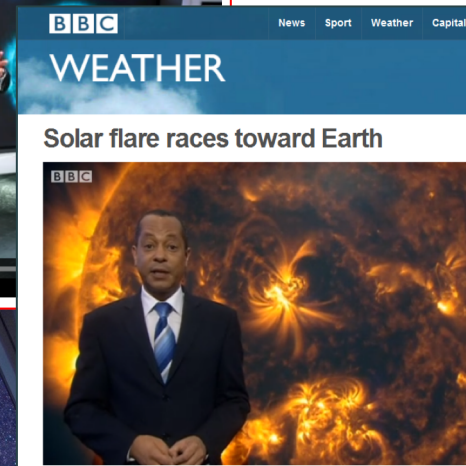 BBC
News Sport Weather Capital
WEATHER
Solar flare races toward Earth
BBC